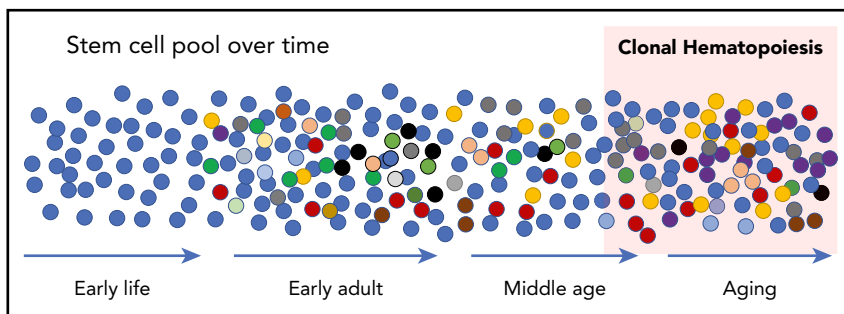 Stem cell pool over time
Clonal Hematopoiesis
Early life
Early adult
Middle age
Aging